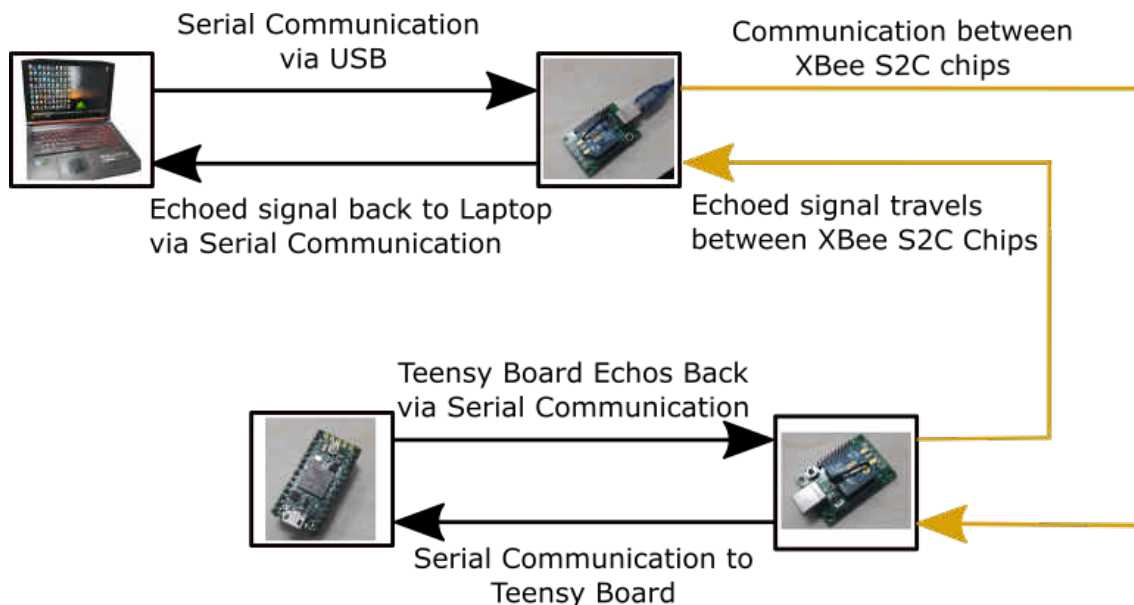 Serial Communication
via USB
Communication between
XBee S2C chips
Echoed signal back to Laptop
via Serial Communication
Echoed signal travels
between XBee S2C Chips
Teensy Board Echos Back
via Serial Communication
Serial Communication to
Teensy Board